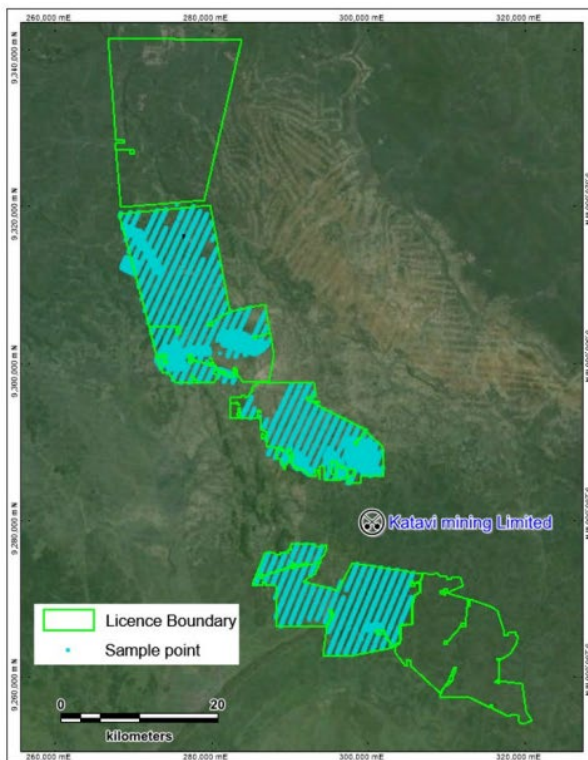 260,000 mE 280,000 mE 300,000 mE 320,000 mE
9,340,000 m N
9,320,000 m N
9,300,000 m N
9,280,000 m N
9,260,000 m N
Katavi mining Limited
Licence Boundary
Sample point
0 20
kilometers
260,000 mE 280,000 mE 300,000 mE 320,000 mE